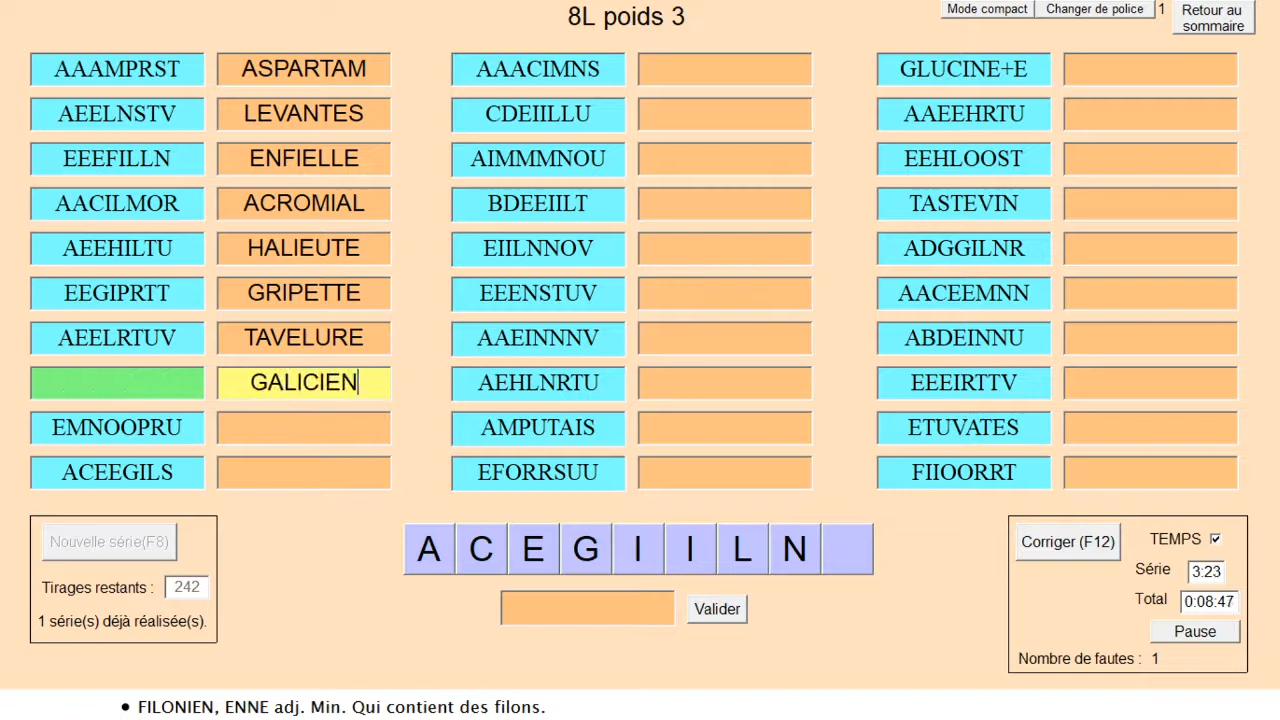 8L poids 3
Mode compact Changer de police 1 Retour au sommaire
AAAMPRST ASPARTAM AAACIMNS GLUCINE+E
AEELNSTV LEVANTES CDEIILLU AAEEHRTU
EEEFILLN ENFIELLE AIMMMNOU EEHLOOST
AACILMOR ACROMIAL BDEEIILT TASTEVIN
AEEHILTU HALIEUTE EIILNNOV ADGGILNR
EEGIPRTT GRIPETTE EEENSTUV AACEEMNN
AEELRTUV TAVELURE AAEINNNV ABDEINNU
GALICIEN AEHLNRTU EEEIRTTV
EMNOOPRU AMPUTAIS ETUVATES
ACEEGILS EFORRSUU FIIOORRT
Nouvelle série(F8)
Tirages restants : 242
1 série(s) déjà réalisée(s).
A C E G I I L N
Valider
Corriger (F12) TEMPS
Série 3:23
Total 0:08:47
Pause
Nombre de fautes : 1
• FILONIEN, ENNE adj. Min. Qui contient des filons.